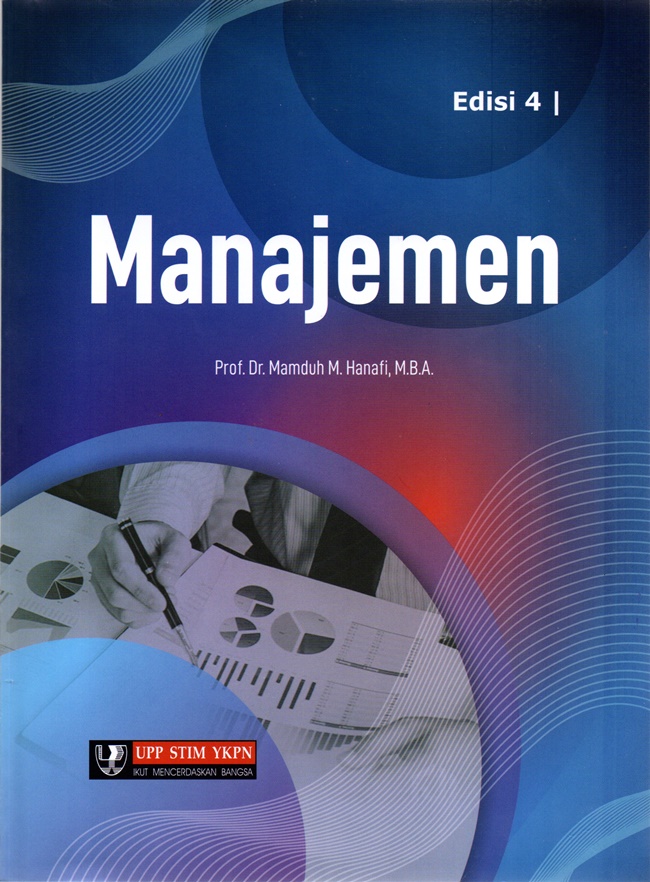 Edisi 4 |
Manajemen
Prof. Dr. Mamduh M. Hanafi, M.B.A.
UPP STIM YKPN
IKUT MENCERDASKAN BANGSA